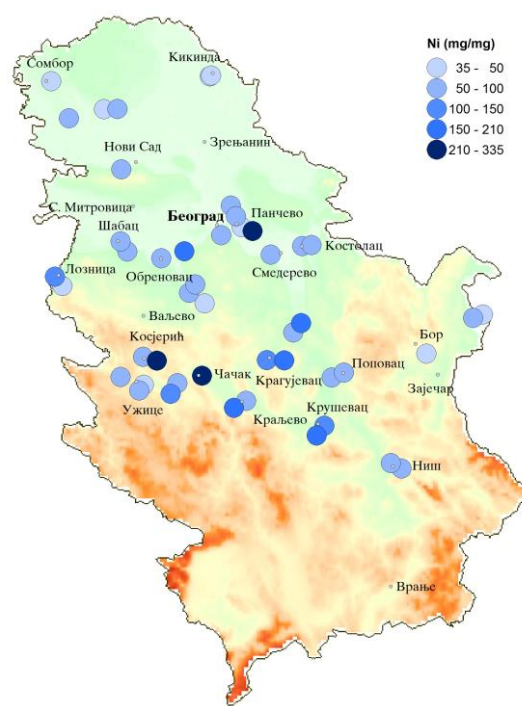 Ni (mg/mg)
35 - 50
50 - 100
100 - 150
150 - 210
210 - 335
Сомбор
Кикинда
Зрењанин
Нови Сад
С. Митровица
Београд
Панчево
Шабац
Костолац
Обреновац
Смедерево
Лозница
Ваљево
Бор
Косјерић
Поповац
Чачак
Крагујевац
Зајечар
Ужице
Краљево
Крушевац
Ниш
Врање